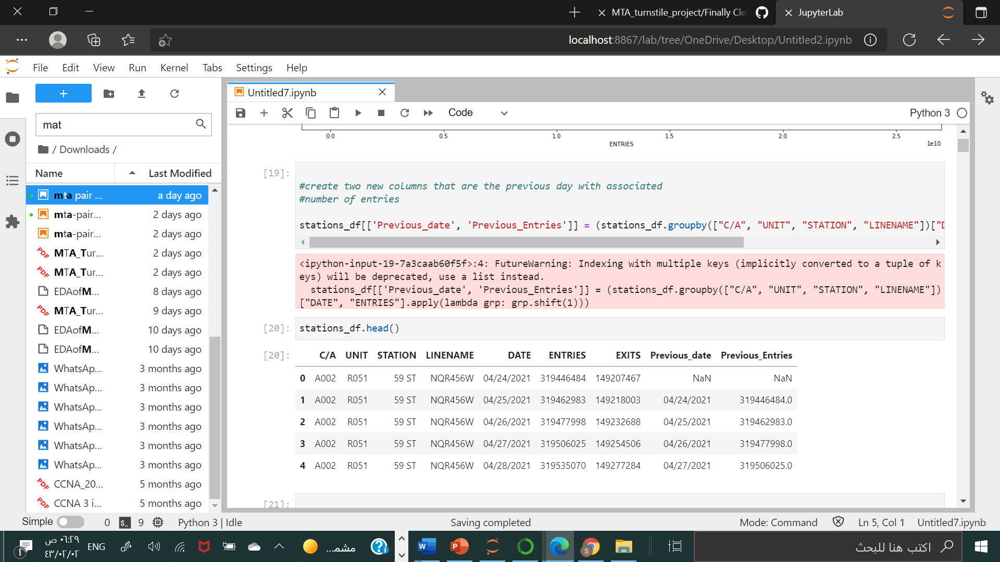 MTA_turnstile_project/Finally Cle
JupyterLab
localhost:8867/lab/tree/OneDrive/Desktop/Untitled2.ipynb
File Edit View Run Kernel Tabs Settings Help
Untitled7.ipynb
Code
Python 3
mat
/ Downloads /
Name Last Modified
mta pair ... a day ago
mta-pair... 2 days ago
mta-pair... 2 days ago
MTA_Tur... 2 days ago
MTA_Tur... 2 days ago
EDAofM... 8 days ago
MTA_Tur... 9 days ago
EDAofM... 10 days ago
EDAofM... 10 days ago
WhatsAp... 3 months ago
WhatsAp... 3 months ago
WhatsAp... 3 months ago
WhatsAp... 3 months ago
WhatsAp... 3 months ago
WhatsAp... 3 months ago
CCNA_20... 5 months ago
CCNA 3 i... 5 months ago
0.0 0.5 1.0 1.5 2.0 2.5
ENTRIES 1e10
[19]:
#create two new columns that are the previous day with associated
#number of entries
stations_df[['Previous_date', 'Previous_Entries']] = (stations_df.groupby(["C/A", "UNIT", "STATION", "LINENAME"])["D
<ipython-input-19-7a3caab60f5f>:4: FutureWarning: Indexing with multiple keys (implicitly converted to a tuple of k
eys) will be deprecated, use a list instead.
stations_df[['Previous_date', 'Previous_Entries']] = (stations_df.groupby(["C/A", "UNIT", "STATION", "LINENAME"])
["DATE", "ENTRIES"].apply(lambda grp: grp.shift(1)))
[20]: stations_df.head()
[20]: C/A UNIT STATION LINENAME DATE ENTRIES EXITS Previous_date Previous_Entries
0 A002 R051 59 ST NQR456W 04/24/2021 319446484 149207467 NaN NaN
1 A002 R051 59 ST NQR456W 04/25/2021 319462983 149218003 04/24/2021 319446484.0
2 A002 R051 59 ST NQR456W 04/26/2021 319477998 149232688 04/25/2021 319462983.0
3 A002 R051 59 ST NQR456W 04/27/2021 319506025 149254506 04/26/2021 319477998.0
4 A002 R051 59 ST NQR456W 04/28/2021 319535070 149277284 04/27/2021 319506025.0
[21]:
Simple 0 $_ 9 Python 3 | Idle Saving completed Mode: Command Ln 5, Col 1 Untitled7.ipynb
٠٦:٢٩ ص
٤٣/٠٢/٠٢
ENG
مشمـ...
اكتب هنا للبحث